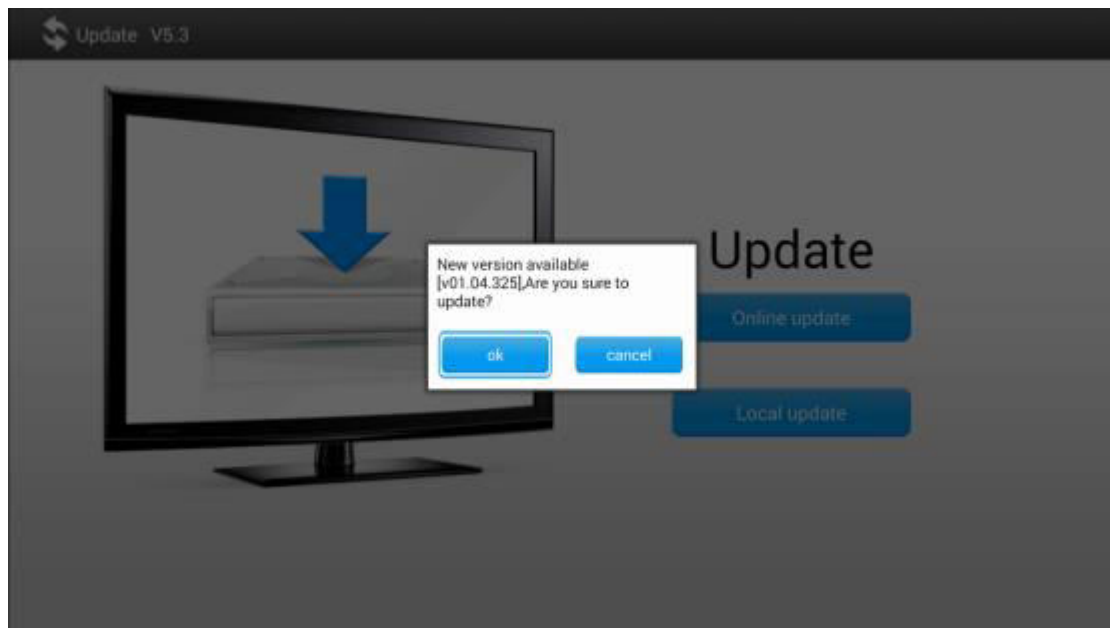 Update V5.3
New version available
[v01.04.325],Are you sure to
update?
ok
cancel
Update
Online update
Local update